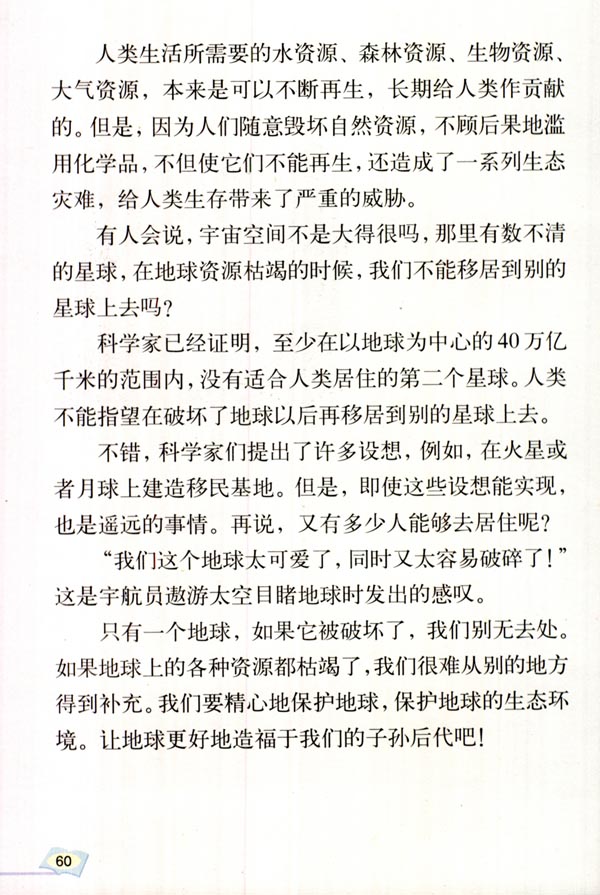 人类生活所需要的水资源、森林资源、生物资源、
大气资源，本来是可以不断再生，长期给人类作贡献
的。但是，因为人们随意毁坏自然资源，不顾后果地滥
用化学品，不但使它们不能再生，还造成了一系列生态
灾难，给人类生存带来了严重的威胁。
有人会说，宇宙空间不是大得很吗，那里有数不清
的星球，在地球资源枯竭的时候，我们不能移居到别的
星球上去吗？
科学家已经证明，至少在以地球为中心的40万亿
千米的范围内，没有适合人类居住的第二个星球。人类
不能指望在破坏了地球以后再移居到别的星球上去。
不错，科学家们提出了许多设想，例如，在火星或
者月球上建造移民基地。但是，即使这些设想能实现，
也是遥远的事情。再说，又有多少人能够去居住呢？
“我们这个地球太可爱了，同时又太容易破碎了！”
这是宇航员遨游太空目睹地球时发出的感叹。
只有一个地球，如果它被破坏了，我们别无去处。
如果地球上的各种资源都枯竭了，我们很难从别的地方
得到补充。我们要精心地保护地球，保护地球的生态环
境。让地球更好地造福于我们的子孙后代吧！
60